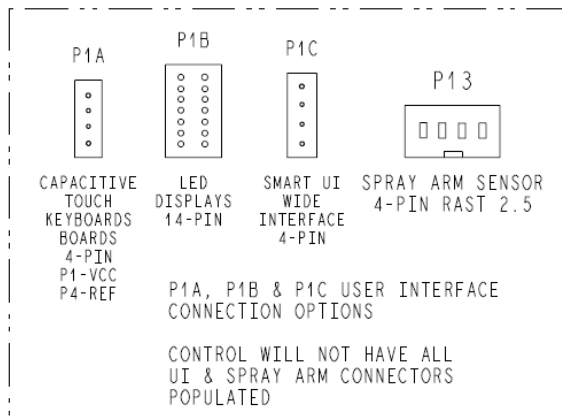 P1A
P1B
P1C
P13
CAPACITIVE
TOUCH
KEYBOARDS
BOARDS
4-PIN
P1-VCC
P4-REF
LED
DISPLAYS
14-PIN
SMART UI
WIDE
INTERFACE
4-PIN
SPRAY ARM SENSOR
4-PIN RAST 2.5
P1A, P1B & P1C USER INTERFACE
CONNECTION OPTIONS
CONTROL WILL NOT HAVE ALL
UI & SPRAY ARM CONNECTORS
POPULATED